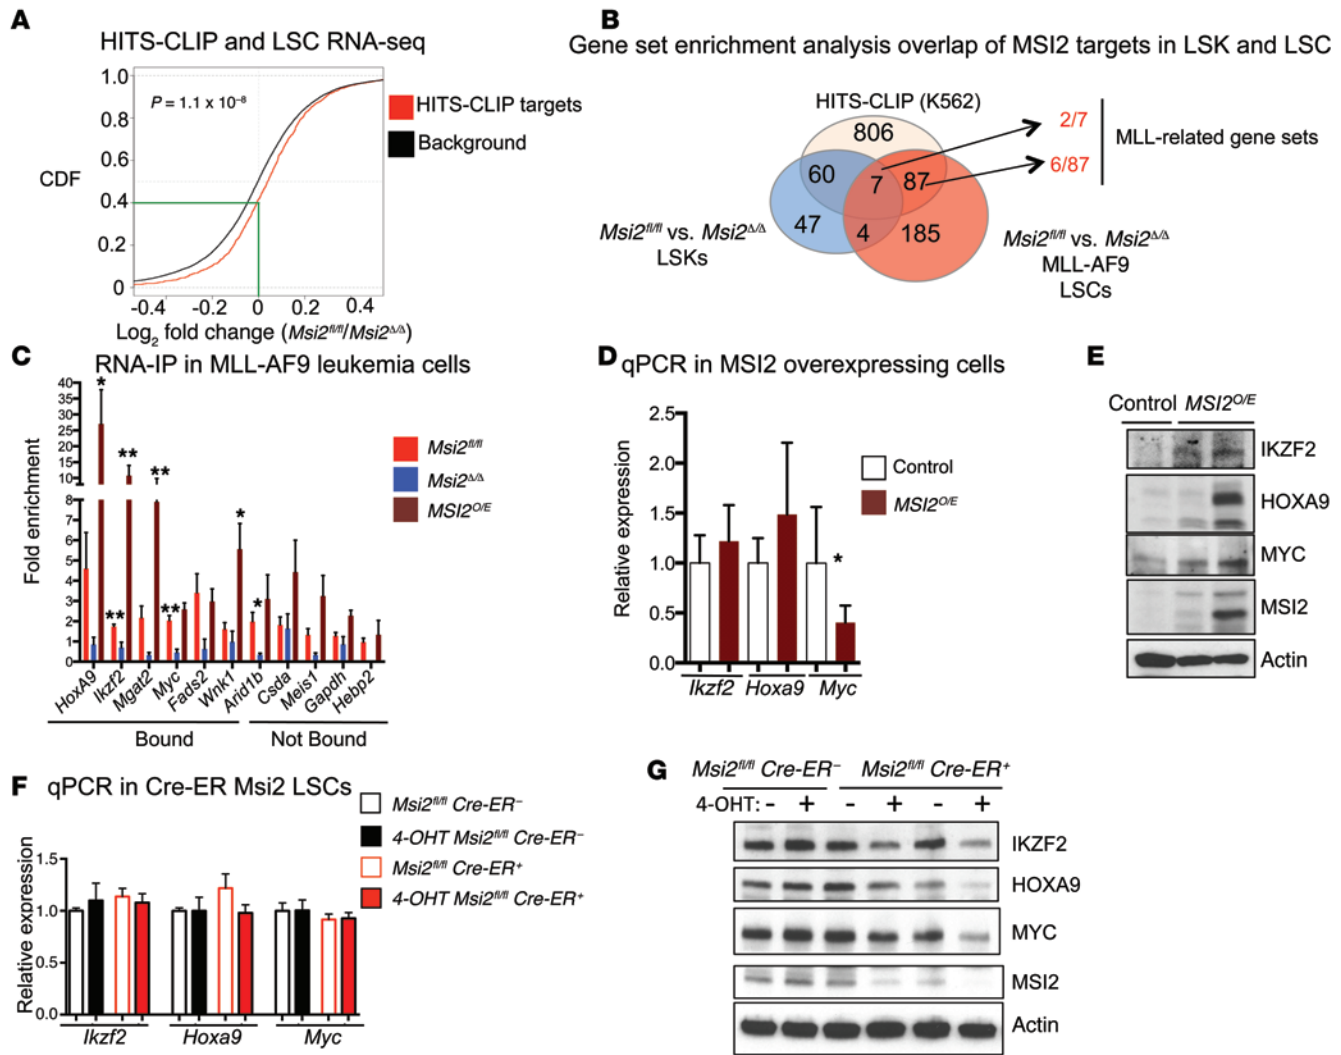 A
HITS-CLIP and LSC RNA-seq
P = 1.1 x 10⁻⁸
1.0
0.8
0.6
0.4
0.2
0
CDF
-0.4
-0.2
0
0.2
0.4
Log₂ fold change (Msi2fl/fl/Msi2Δ/Δ)
HITS-CLIP targets
Background
B
Gene set enrichment analysis overlap of MSI2 targets in LSK and LSC
HITS-CLIP (K562)
806
60
7
87
47
4
185
2/7
6/87
MLL-related gene sets
Msi2fl/fl vs. Msi2Δ/Δ
LSKs
Msi2fl/fl vs. Msi2Δ/Δ
MLL-AF9
LSCs
C
RNA-IP in MLL-AF9 leukemia cells
Fold enrichment
40
35
30
25
20
15
10
8
7
6
5
4
3
2
1
0
*
**
**
**
**
*
*
HoxA9
Ikzf2
Mgat2
Myc
Fads2
Wnk1
Arid1b
Csda
Meis1
Gapdh
Hebp2
Bound
Not Bound
Msi2fl/fl
Msi2Δ/Δ
MSI2O/E
D
qPCR in MSI2 overexpressing cells
Relative expression
2.5
2.0
1.5
1.0
0.5
0.0
*
Ikzf2
Hoxa9
Myc
Control
MSI2O/E
E
Control MSI2O/E
IKZF2
HOXA9
MYC
MSI2
Actin
F
qPCR in Cre-ER Msi2 LSCs
Relative expression
1.5
1.0
0.5
0.0
Ikzf2
Hoxa9
Myc
Msi2fl/fl Cre-ER⁻
4-OHT Msi2fl/fl Cre-ER⁻
Msi2fl/fl Cre-ER⁺
4-OHT Msi2fl/fl Cre-ER⁺
G
Msi2fl/fl Cre-ER⁻ Msi2fl/fl Cre-ER⁺
4-OHT: - + - + - +
IKZF2
HOXA9
MYC
MSI2
Actin